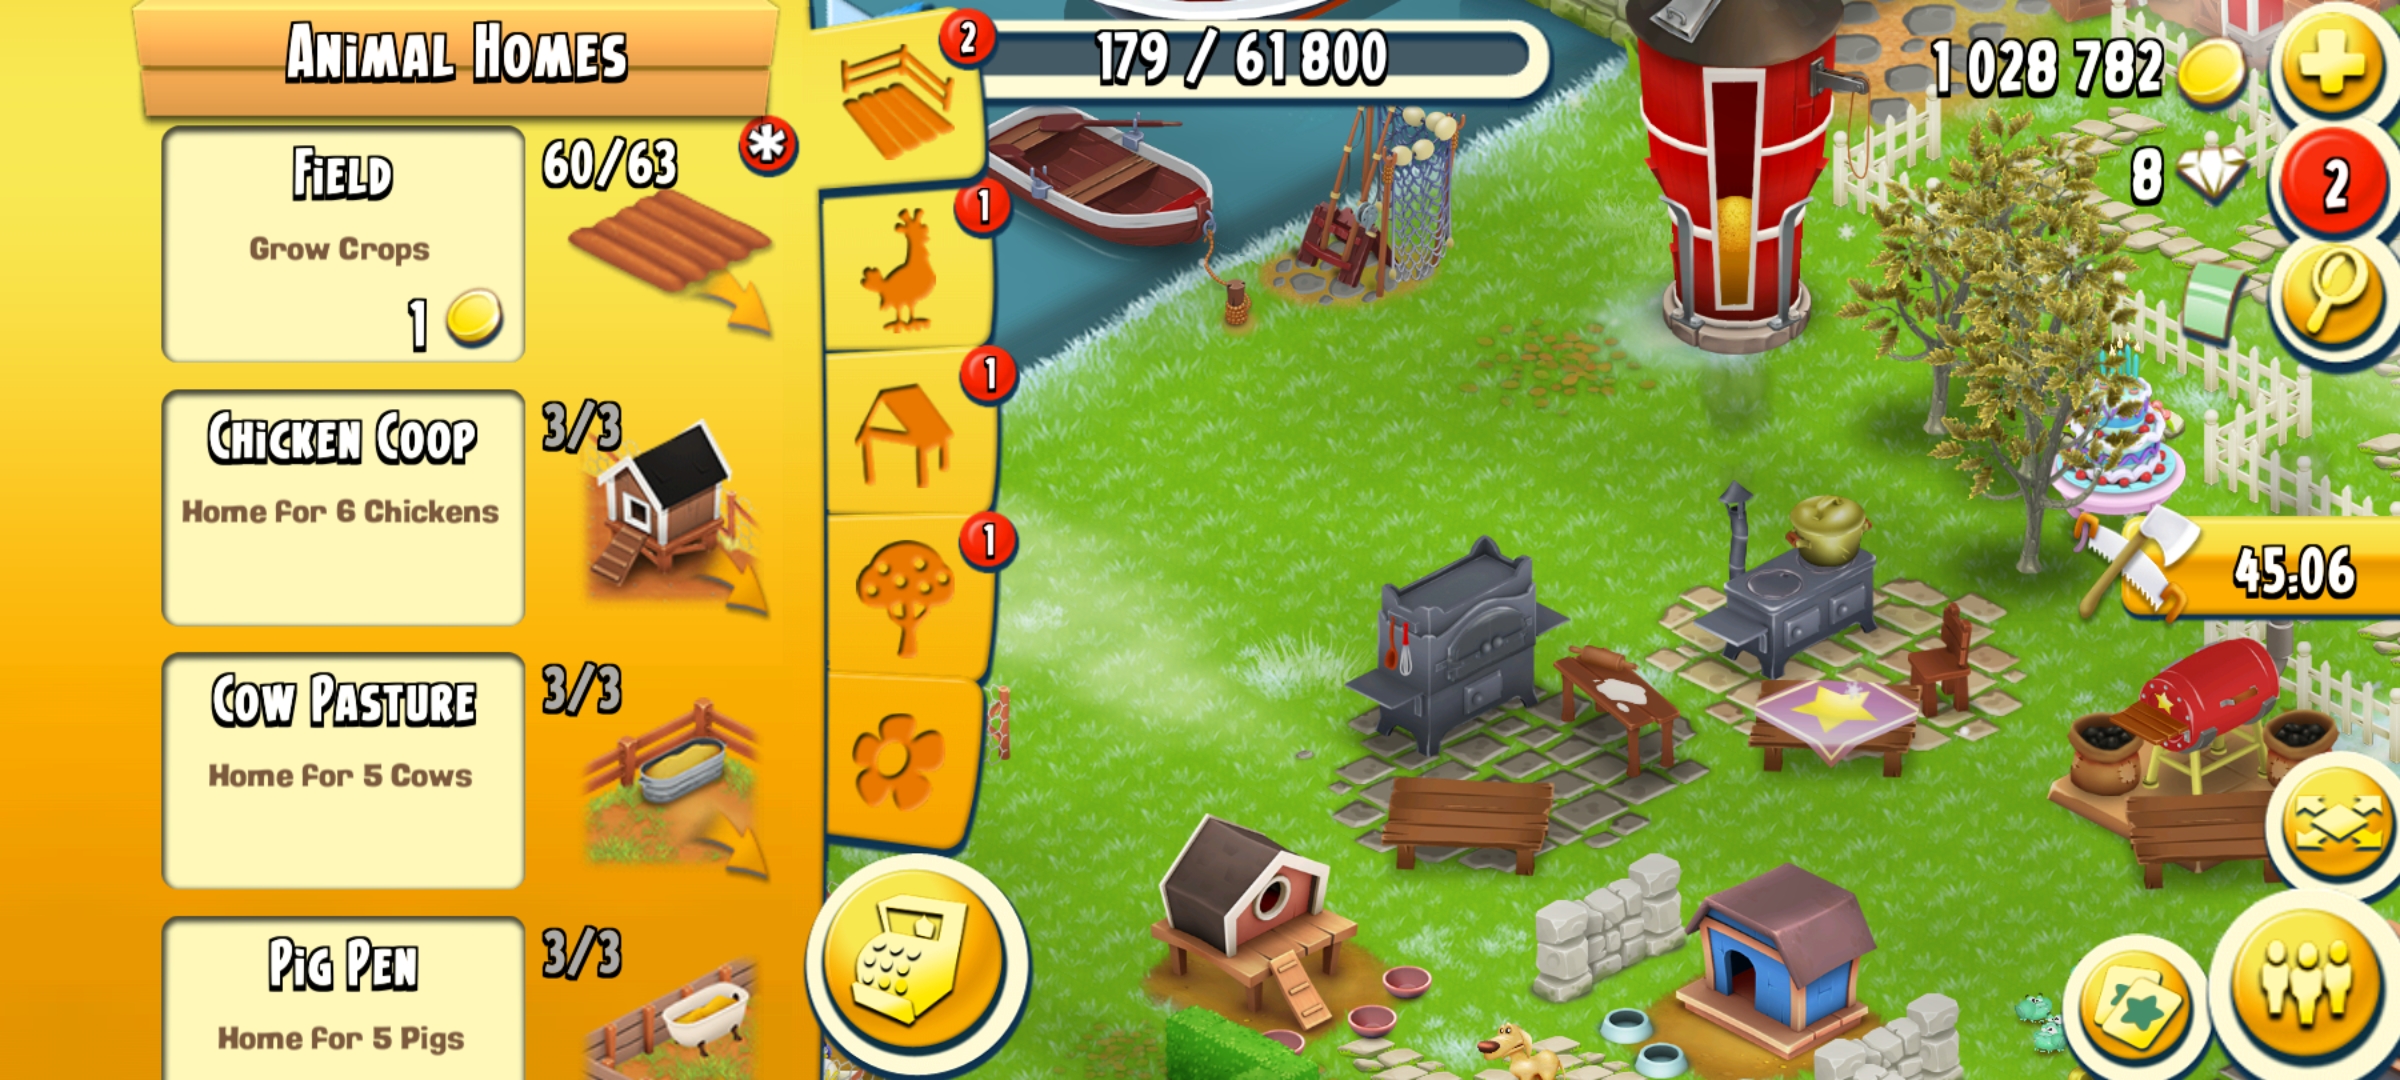 Animal Homes
Field
60/63
Grow Crops
1
Chicken Coop
3/3
Home for 6 Chickens
Cow Pasture
3/3
Home for 5 Cows
Pig Pen
3/3
Home for 5 Pigs
2
1
1
1
179 / 61 800
1 028 782
8
2
45:06